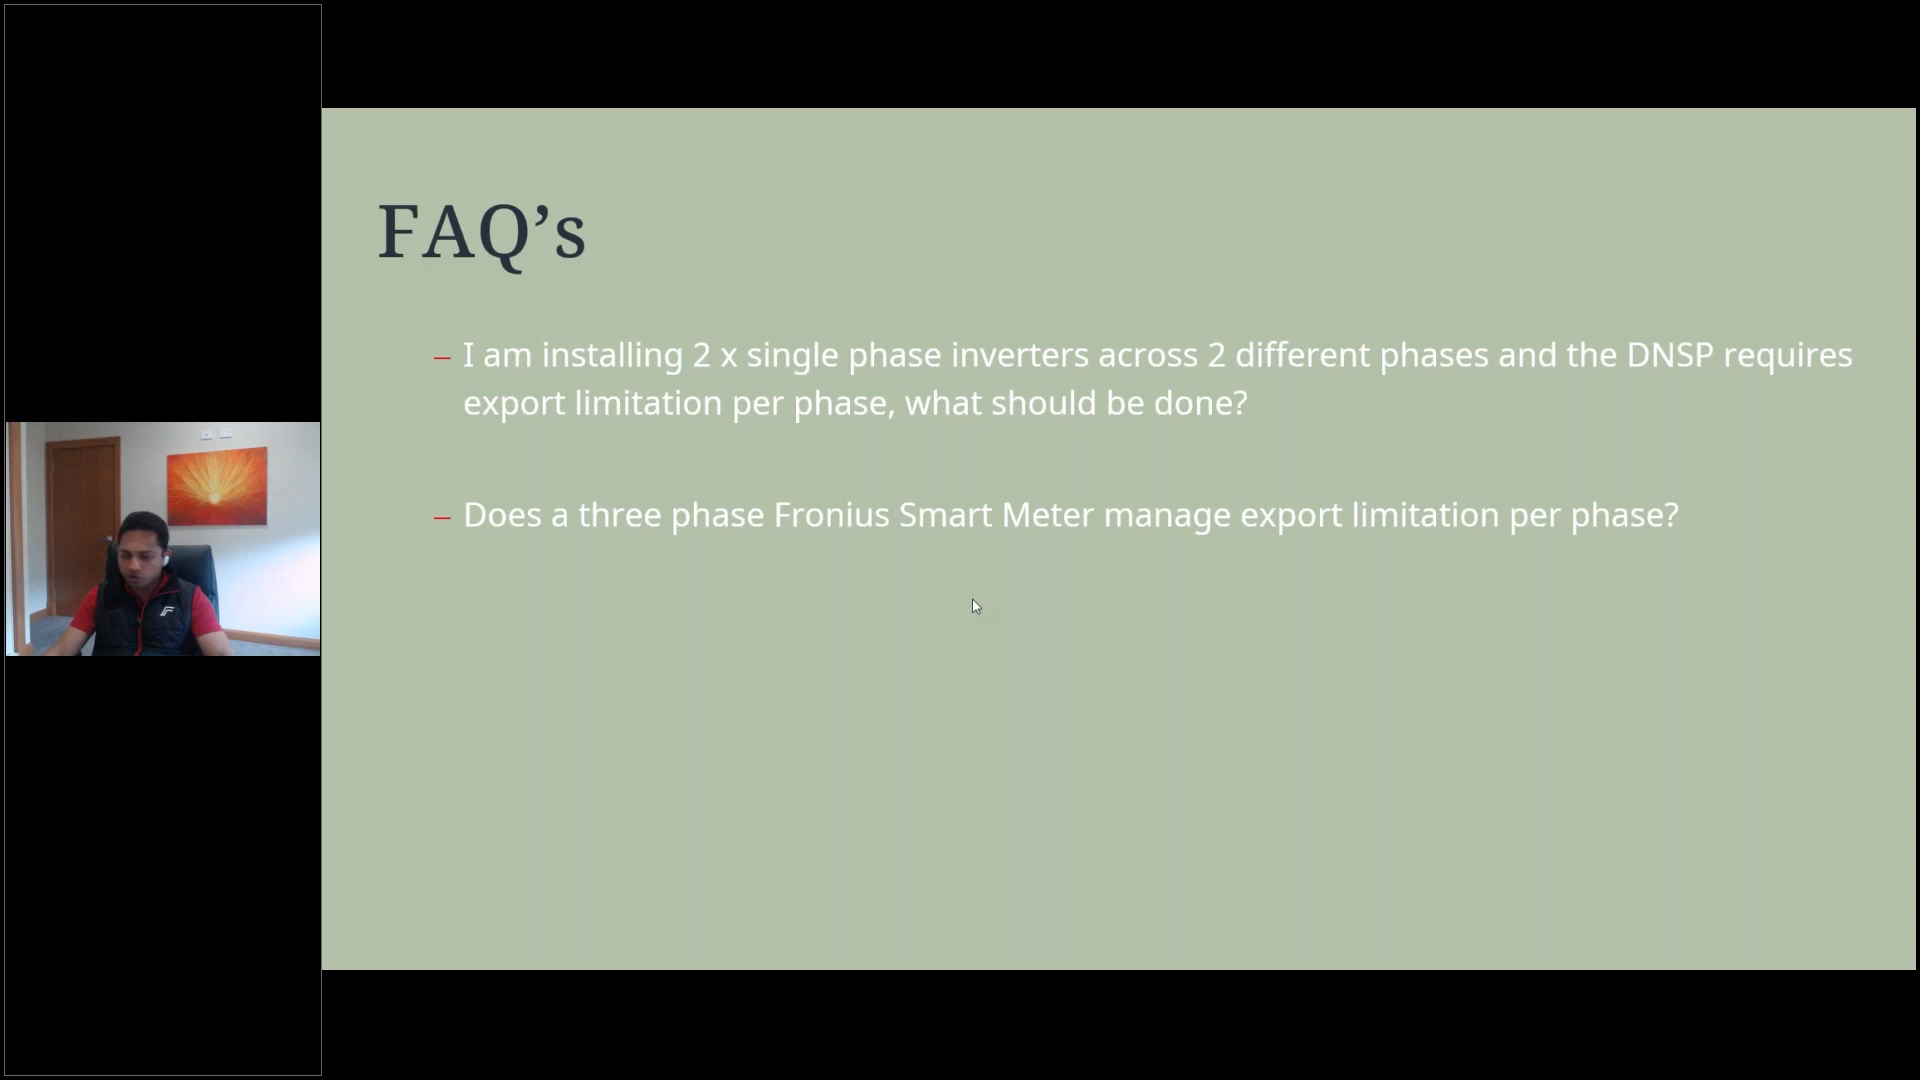 FAQ’s
– I am installing 2 x single phase inverters across 2 different phases and the DNSP requires
export limitation per phase, what should be done?
– Does a three phase Fronius Smart Meter manage export limitation per phase?